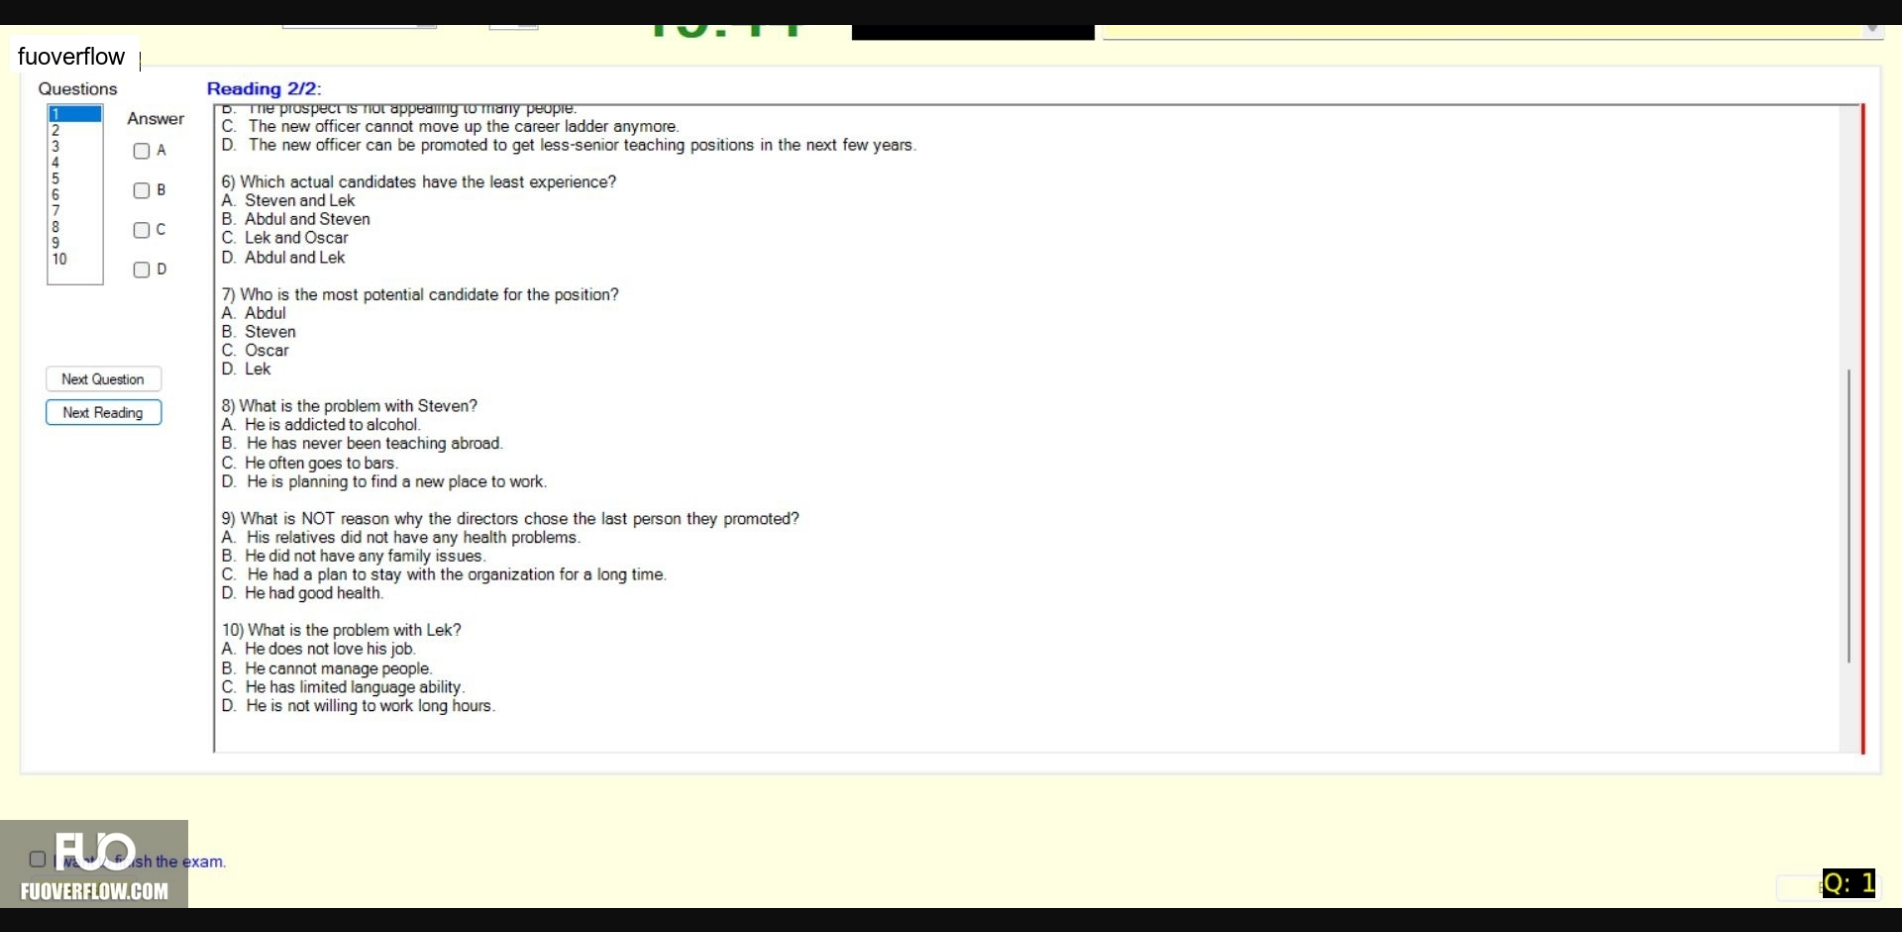 fuoverflow
Questions
Reading 2/2:
1
2
3
4
5
6
7
8
9
10
Answer
A
B
C
D
Next Question
Next Reading
B. The prospect is not appealing to many people.
C. The new officer cannot move up the career ladder anymore.
D. The new officer can be promoted to get less-senior teaching positions in the next few years.
6) Which actual candidates have the least experience?
A. Steven and Lek
B. Abdul and Steven
C. Lek and Oscar
D. Abdul and Lek
7) Who is the most potential candidate for the position?
A. Abdul
B. Steven
C. Oscar
D. Lek
8) What is the problem with Steven?
A. He is addicted to alcohol.
B. He has never been teaching abroad.
C. He often goes to bars.
D. He is planning to find a new place to work.
9) What is NOT reason why the directors chose the last person they promoted?
A. His relatives did not have any health problems.
B. He did not have any family issues.
C. He had a plan to stay with the organization for a long time.
D. He had good health.
10) What is the problem with Lek?
A. He does not love his job.
B. He cannot manage people.
C. He has limited language ability.
D. He is not willing to work long hours.
FUO
I want to finish the exam.
FUOVERFLOW.COM
Q: 1